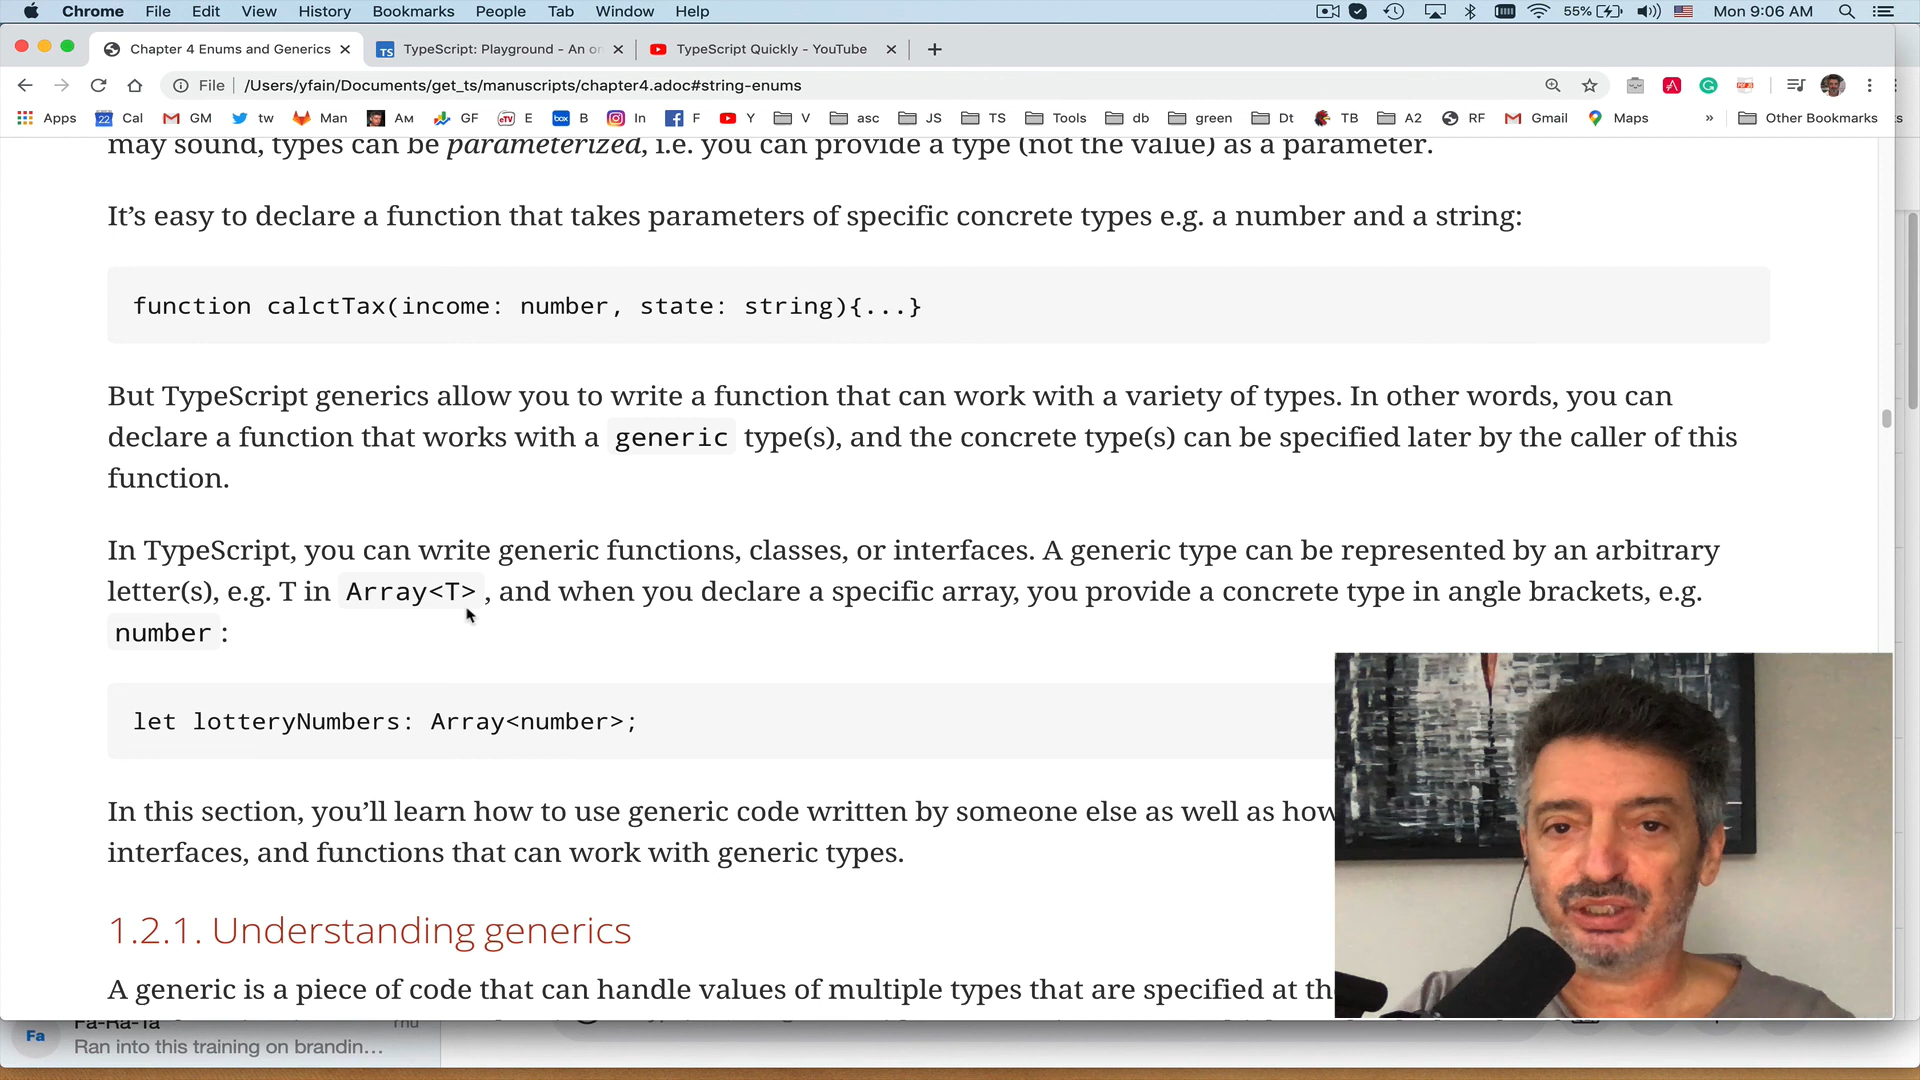 Chrome File Edit View History Bookmarks People Tab Window Help 55% Mon 9:06 AM
Chapter 4 Enums and Generics TS TypeScript: Playground - An on TypeScript Quickly - YouTube
File /Users/yfain/Documents/get_ts/manuscripts/chapter4.adoc#string-enums
Apps 22 Cal GM tw Man Ам GF eTV E box B In F Y V asc JS TS Tools db green Dt TB A2 RF Gmail Maps » Other Bookmarks
may sound, types can be parameterized, i.e. you can provide a type (not the value) as a parameter.
It’s easy to declare a function that takes parameters of specific concrete types e.g. a number and a string:
function calctTax(income: number, state: string){...}
But TypeScript generics allow you to write a function that can work with a variety of types. In other words, you can
declare a function that works with a generic type(s), and the concrete type(s) can be specified later by the caller of this
function.
In TypeScript, you can write generic functions, classes, or interfaces. A generic type can be represented by an arbitrary
letter(s), e.g. T in Array<T>, and when you declare a specific array, you provide a concrete type in angle brackets, e.g.
number:
let lotteryNumbers: Array<number>;
In this section, you’ll learn how to use generic code written by someone else as well as how
interfaces, and functions that can work with generic types.
1.2.1. Understanding generics
A generic is a piece of code that can handle values of multiple types that are specified at th
Fa-Ra-Ta Thu
Fa Ran into this training on brandin…